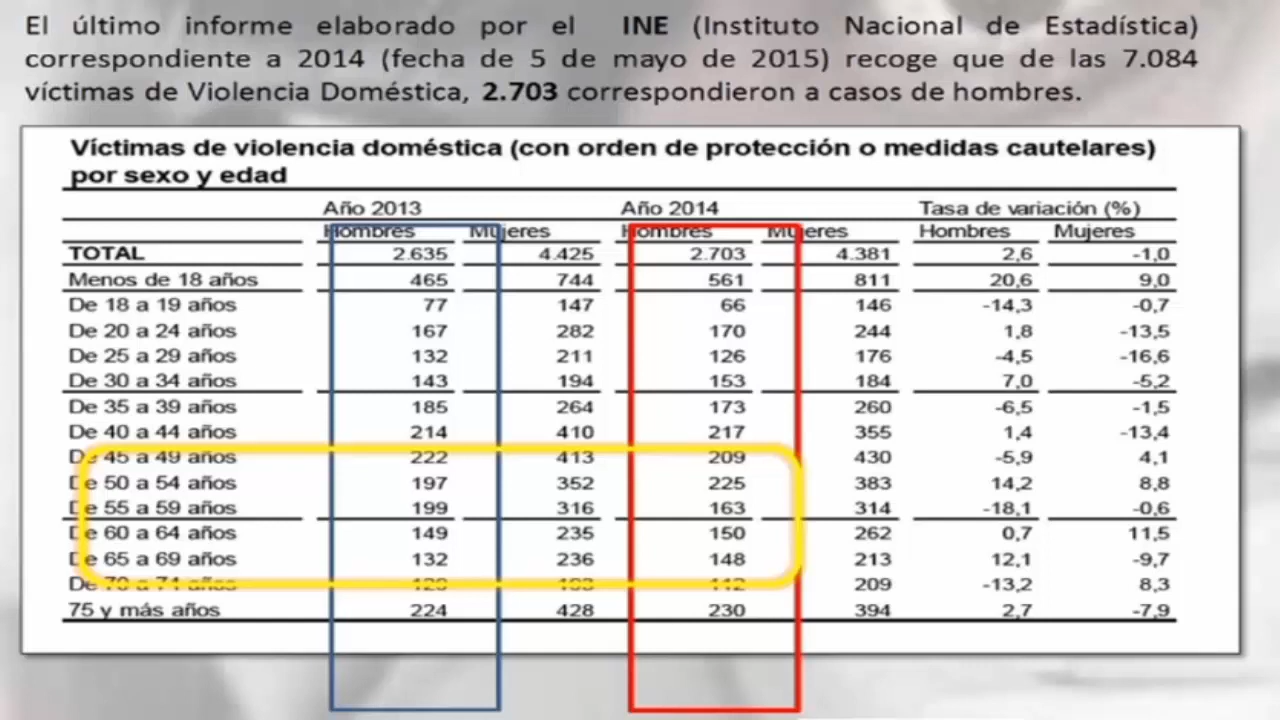 El último informe elaborado por el INE (Instituto Nacional de Estadística)
correspondiente a 2014 (fecha de 5 de mayo de 2015) recoge que de las 7.084
víctimas de Violencia Doméstica, 2.703 correspondieron a casos de hombres.
Víctimas de violencia doméstica (con orden de protección o medidas cautelares)
por sexo y edad
Año 2013 Año 2014 Tasa de variación (%)
Hombres Mujeres Hombres Mujeres Hombres Mujeres
TOTAL 2.635 4.425 2.703 4.381 2,6 -1,0
Menos de 18 años 465 744 561 811 20,6 9,0
De 18 a 19 años 77 147 66 146 -14,3 -0,7
De 20 a 24 años 167 282 170 244 1,8 -13,5
De 25 a 29 años 132 211 126 176 -4,5 -16,6
De 30 a 34 años 143 194 153 184 7,0 -5,2
De 35 a 39 años 185 264 173 260 -6,5 -1,5
De 40 a 44 años 214 410 217 355 1,4 -13,4
De 45 a 49 años 222 413 209 430 -5,9 4,1
De 50 a 54 años 197 352 225 383 14,2 8,8
De 55 a 59 años 199 316 163 314 -18,1 -0,6
De 60 a 64 años 149 235 150 262 0,7 11,5
De 65 a 69 años 132 236 148 213 12,1 -9,7
De 70 a 74 años 209 -13,2 8,3
75 y más años 224 428 230 394 2,7 -7,9